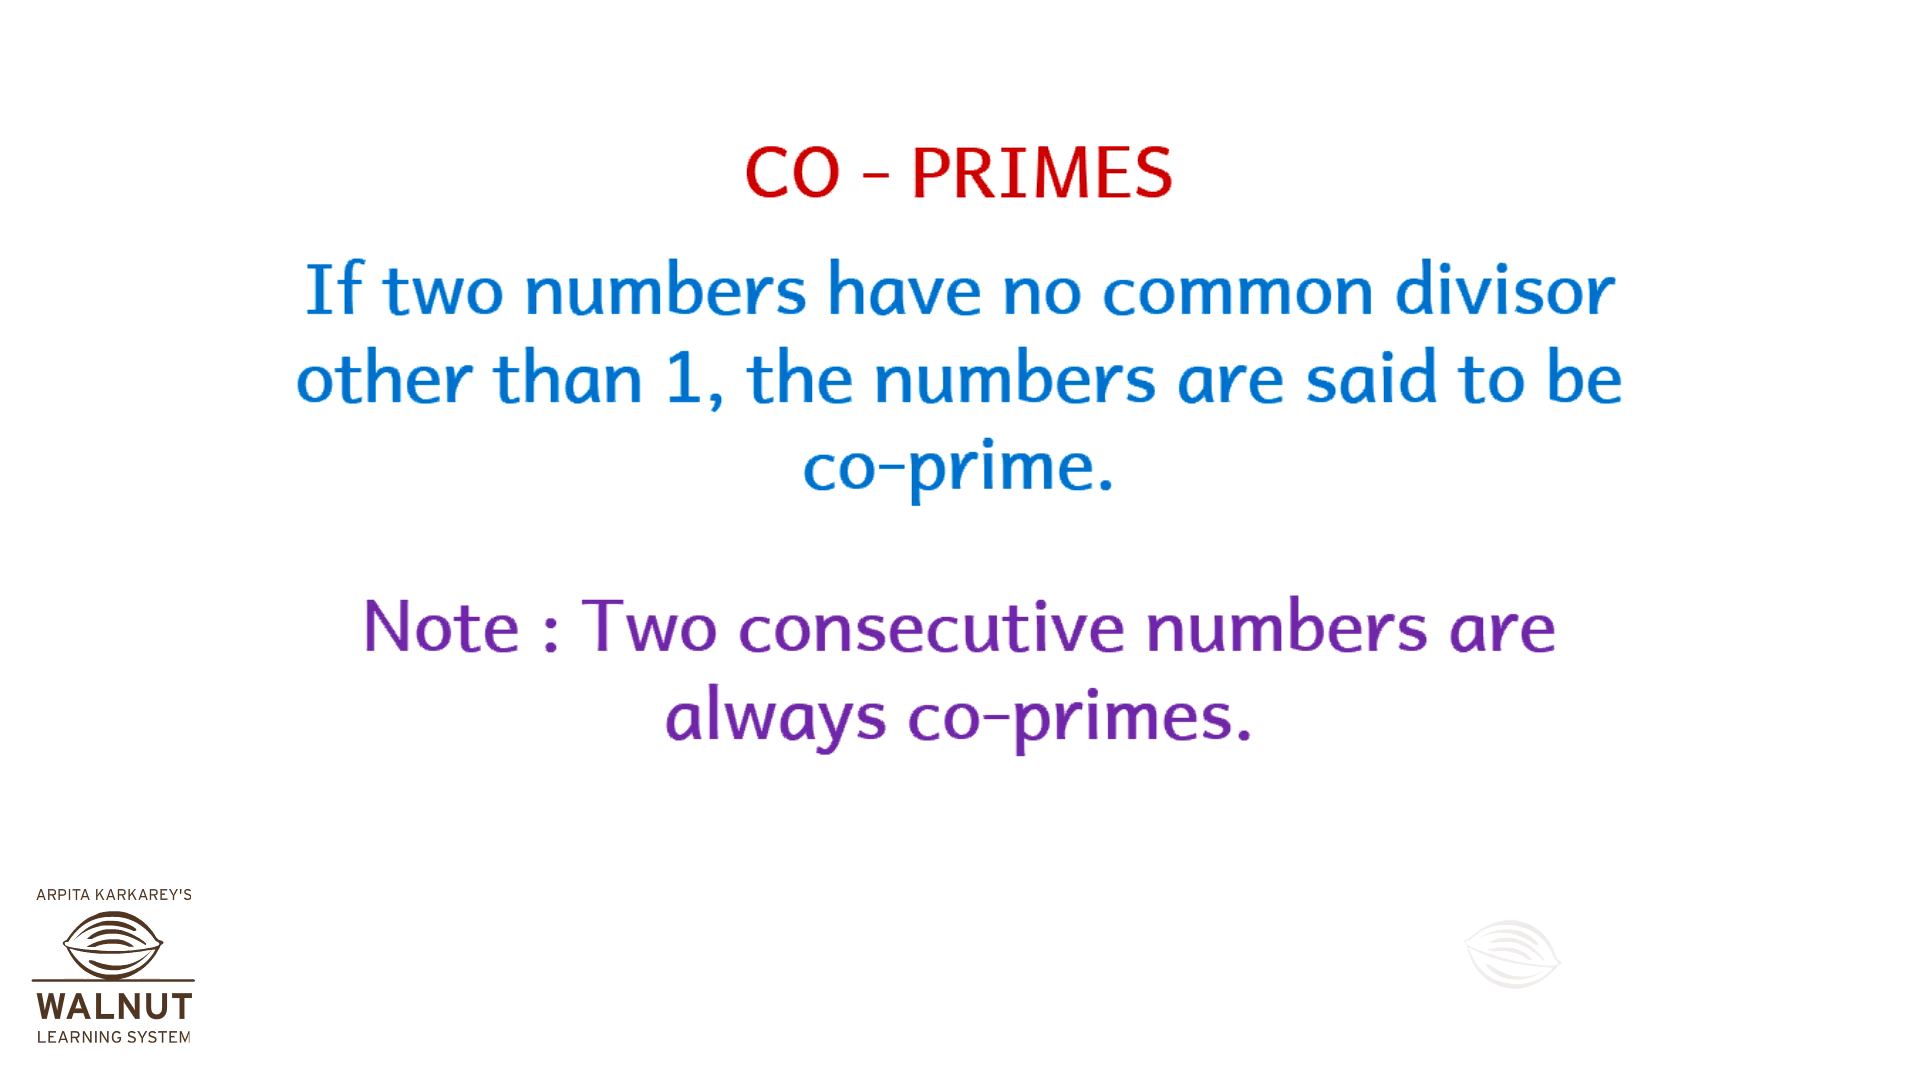 CO - PRIMES
If two numbers have no common divisor
other than 1, the numbers are said to be
co-prime.
Note : Two consecutive numbers are
always co-primes.
ARPITA KARKAREY'S
WALNUT
LEARNING SYSTEM